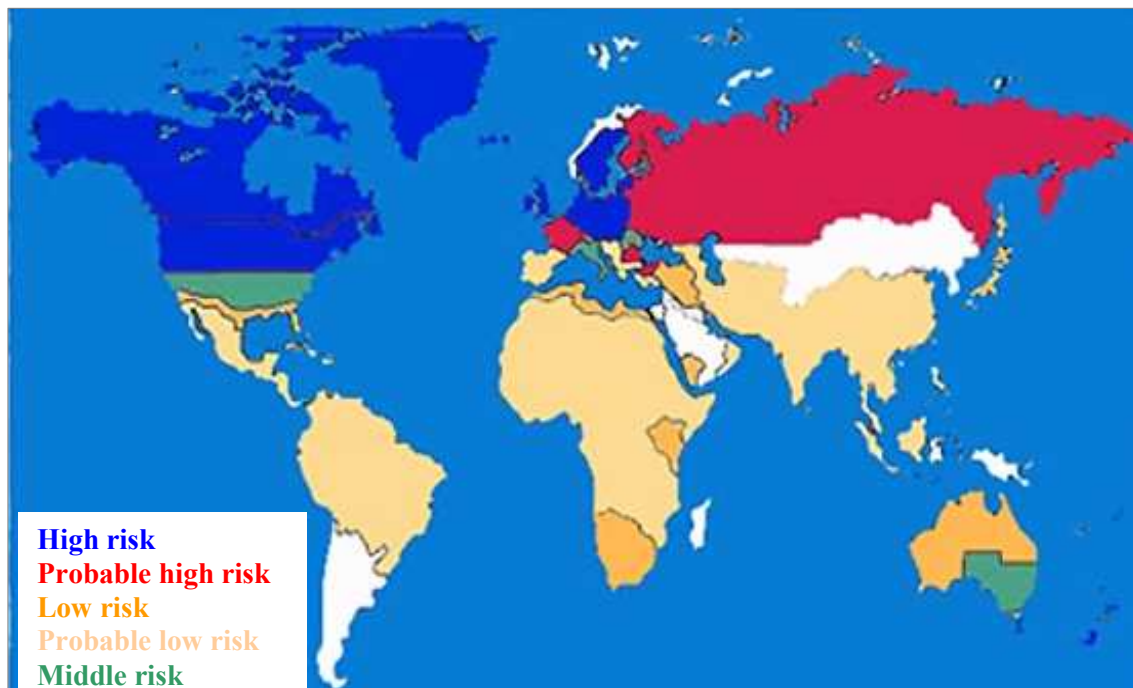 High risk
Probable high risk
Low risk
Probable low risk
Middle risk